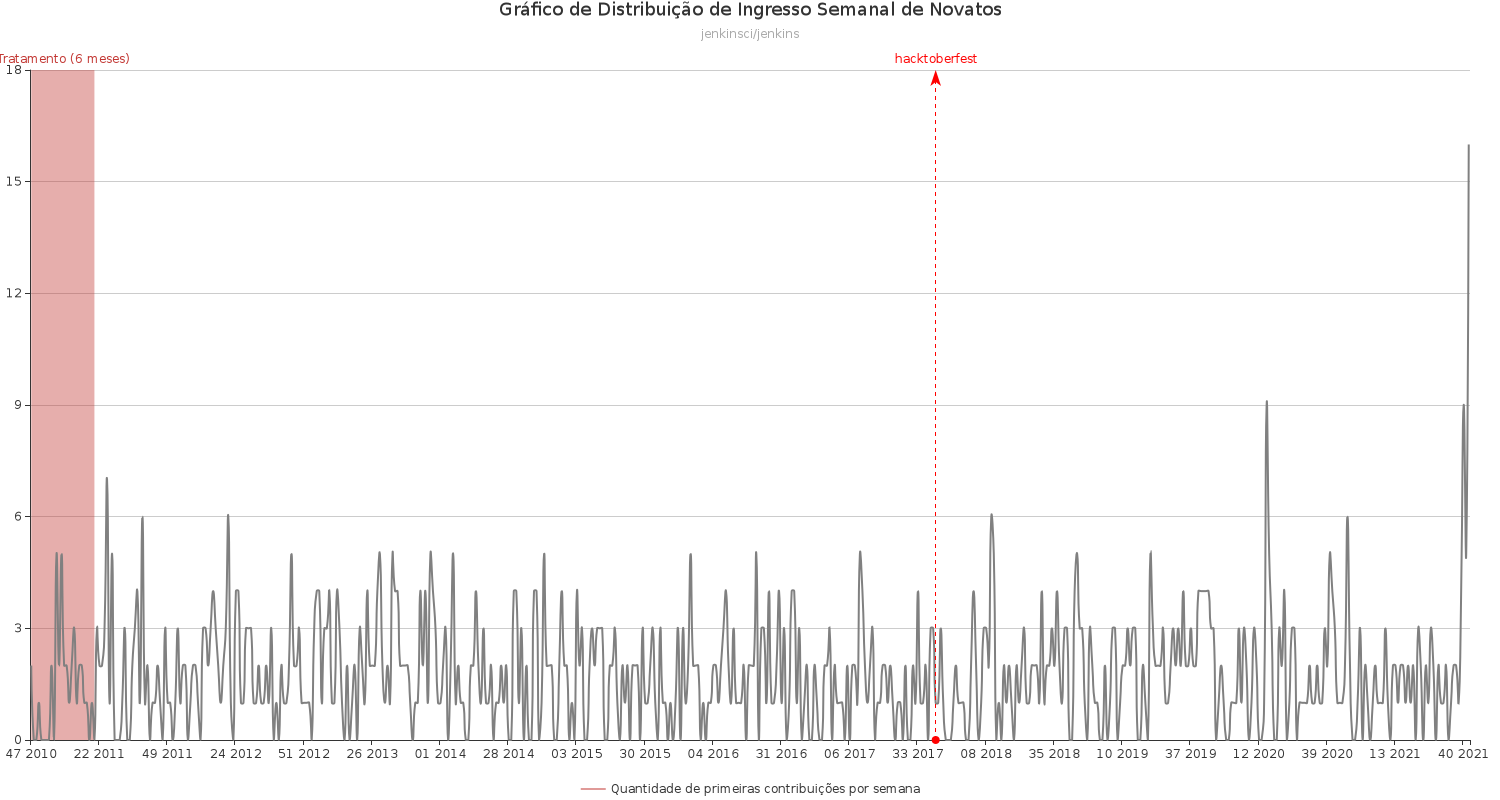 Gráfico de Distribuição de Ingresso Semanal de Novatos
jenkinsci/jenkins
Tratamento (6 meses)
hacktoberfest
18
15
12
9
6
3
0
47 2010 22 2011 49 2011 24 2012 51 2012 26 2013 01 2014 28 2014 03 2015 30 2015 04 2016 31 2016 06 2017 33 2017 08 2018 35 2018 10 2019 37 2019 12 2020 39 2020 13 2021 40 2021
Quantidade de primeiras contribuições por semana